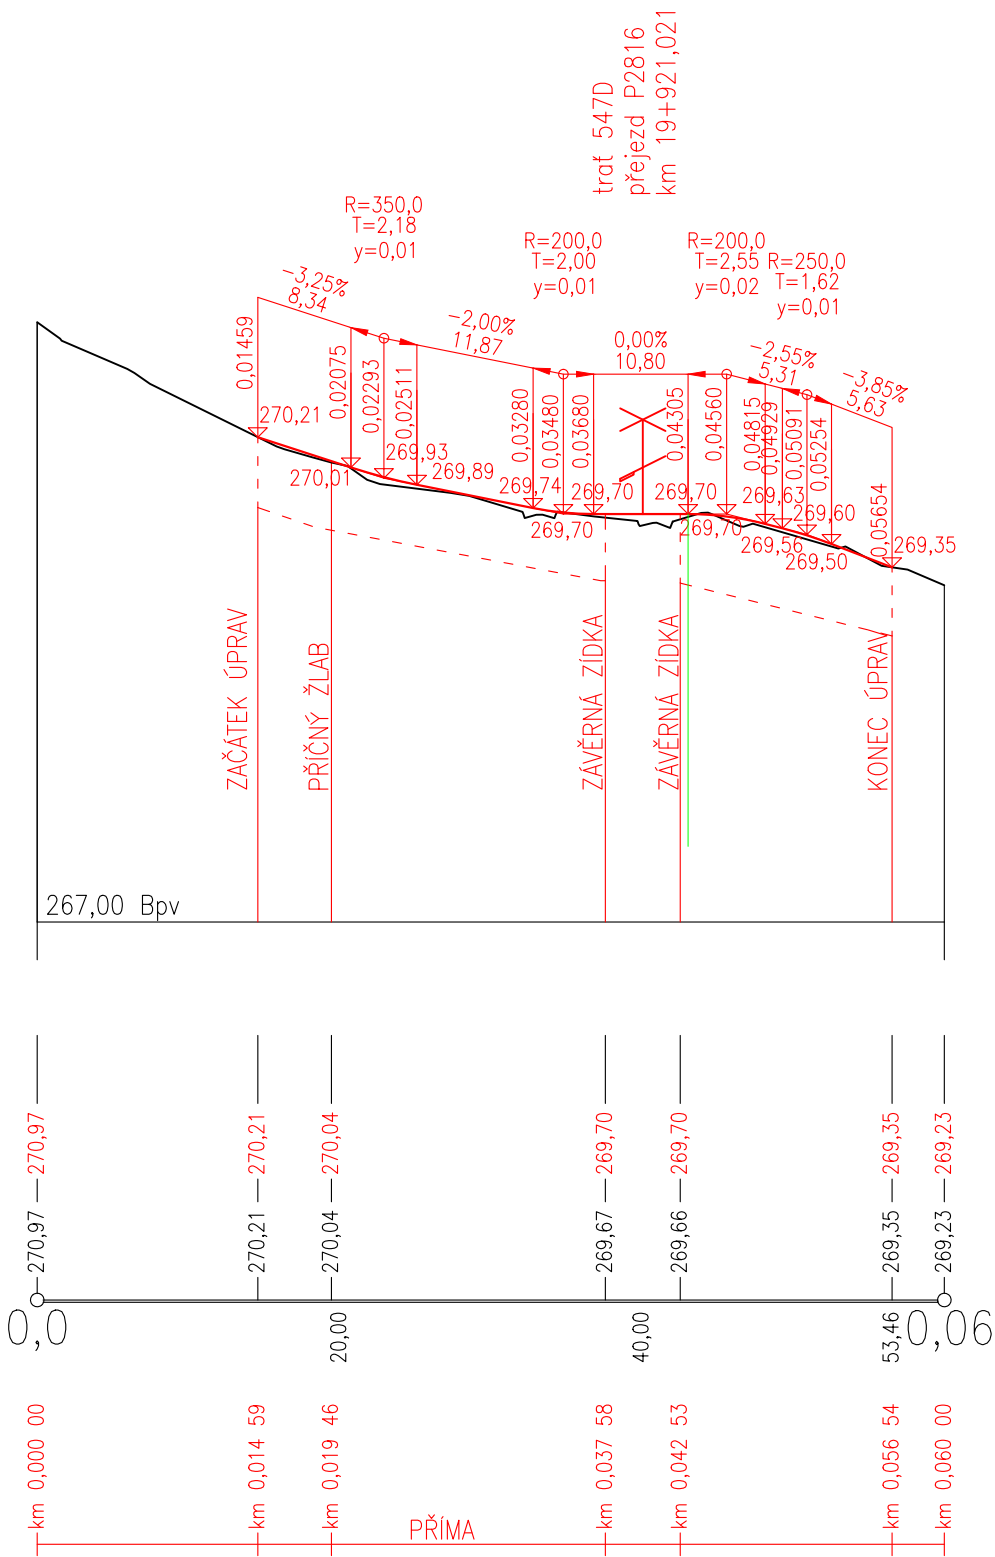 trať 547D
přejezd P2816
km 19+921,021
R=350,0
T=2,18
y=0,01
R=200,0
T=2,00
y=0,01
R=200,0
T=2,55
y=0,02
R=250,0
T=1,62
y=0,01
-3,25%
8,34
-2,00%
11,87
0,00%
10,80
-2,55%
5,31
-3,85%
5,63
0,01459
0,02075
0,02293
0,02511
0,03280
0,03480
0,03680
0,04305
0,04560
0,04815
0,04929
0,05091
0,05254
0,05654
270,21
270,01
269,93
269,89
269,74
269,70
269,70
269,70
269,70
269,63
269,56
269,60
269,50
269,35
ZAČÁTEK ÚPRAV
PŘÍČNÝ ŽLAB
ZÁVĚRNÁ ZÍDKA
ZÁVĚRNÁ ZÍDKA
KONEC ÚPRAV
267,00 Bpv
270,97
270,21
270,04
269,70
269,70
269,35
269,23
270,97
270,21
270,04
269,67
269,66
269,35
269,23
0,0
20,00
40,00
53,46
0,06
km 0,000 00
km 0,014 59
km 0,019 46
km 0,037 58
km 0,042 53
km 0,056 54
km 0,060 00
PŘÍMA